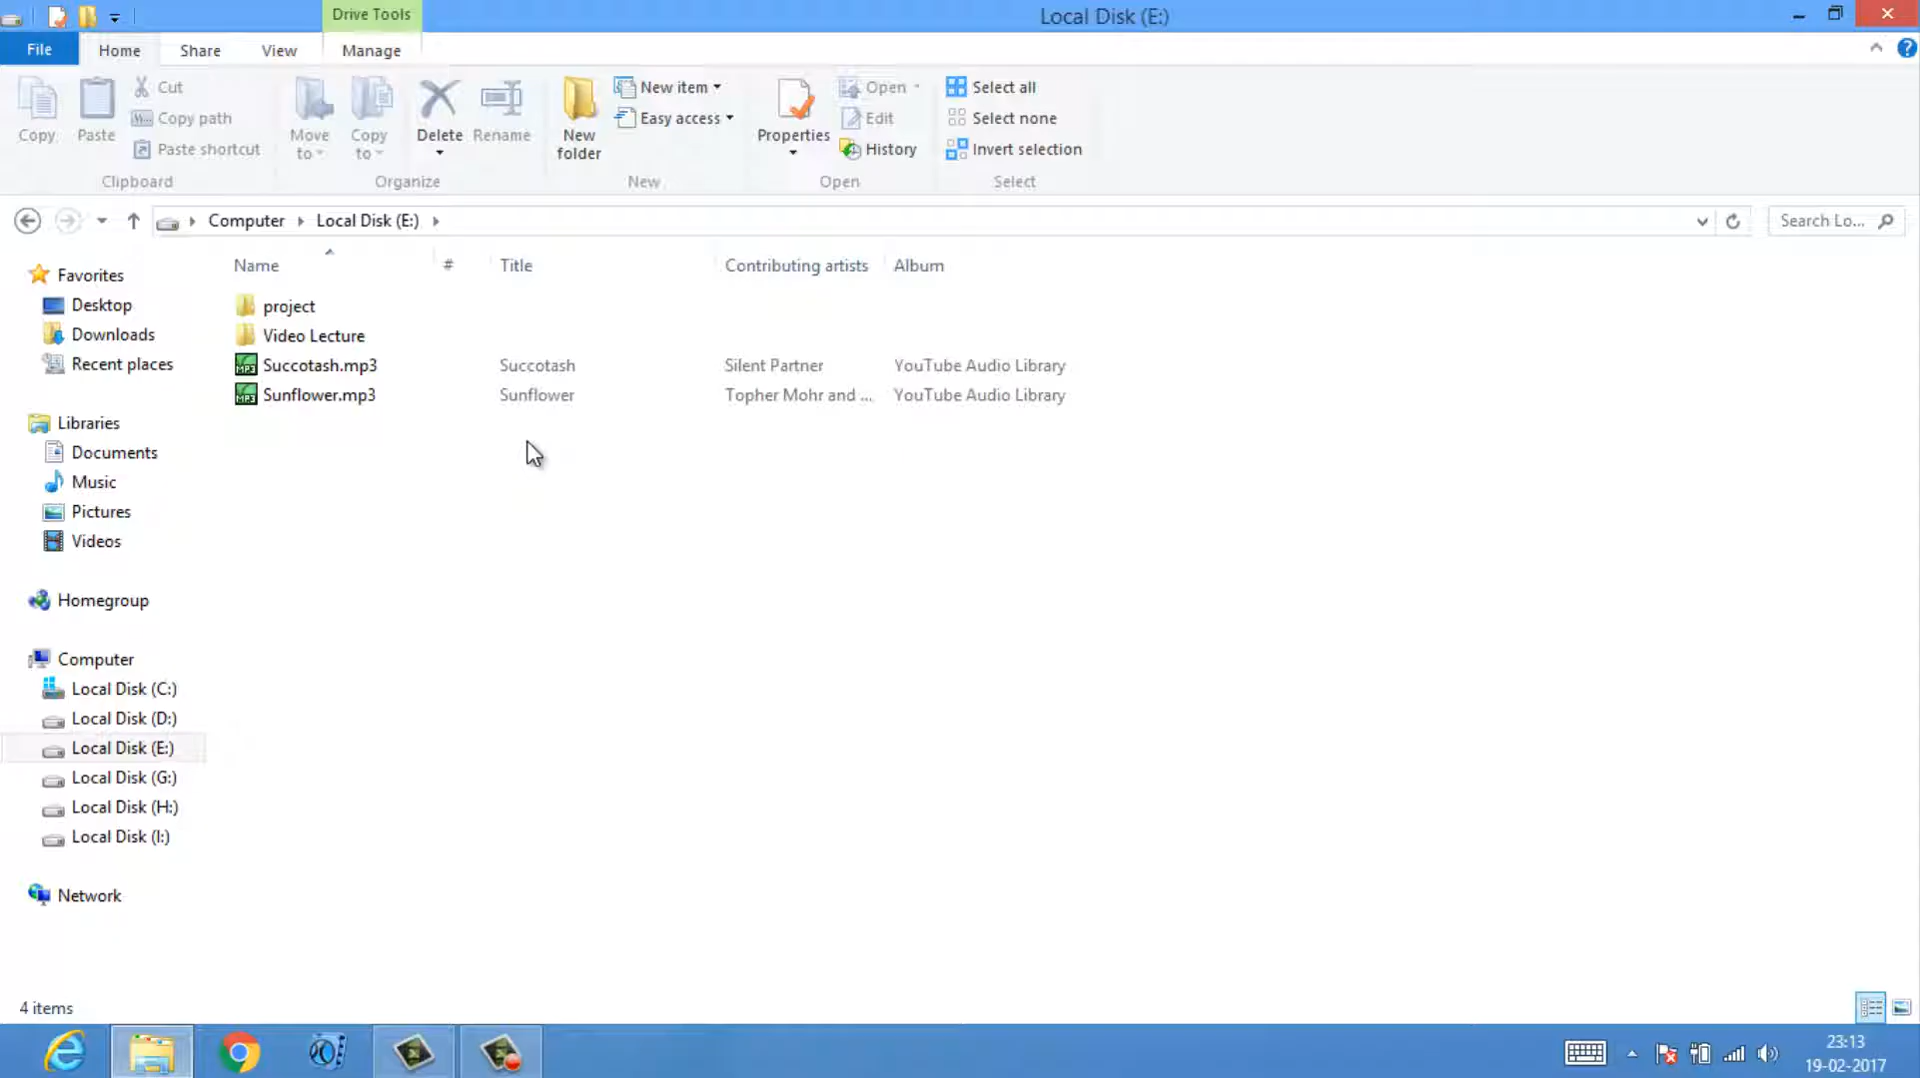 Drive Tools
Local Disk (E:)
File Home Share View Manage
Copy
Paste
Cut
Copy path
Paste shortcut
Clipboard
Move to
Copy to
Delete
Rename
Organize
New folder
New item
Easy access
New
Properties
Open
Edit
History
Open
Select all
Select none
Invert selection
Select
Computer Local Disk (E:)
Search Lo...
Name # Title Contributing artists Album
project
Video Lecture
Succotash.mp3 Succotash Silent Partner YouTube Audio Library
Sunflower.mp3 Sunflower Topher Mohr and ... YouTube Audio Library
Favorites
Desktop
Downloads
Recent places
Libraries
Documents
Music
Pictures
Videos
Homegroup
Computer
Local Disk (C:)
Local Disk (D:)
Local Disk (E:)
Local Disk (G:)
Local Disk (H:)
Local Disk (I:)
Network
4 items
23:13
19-02-2017